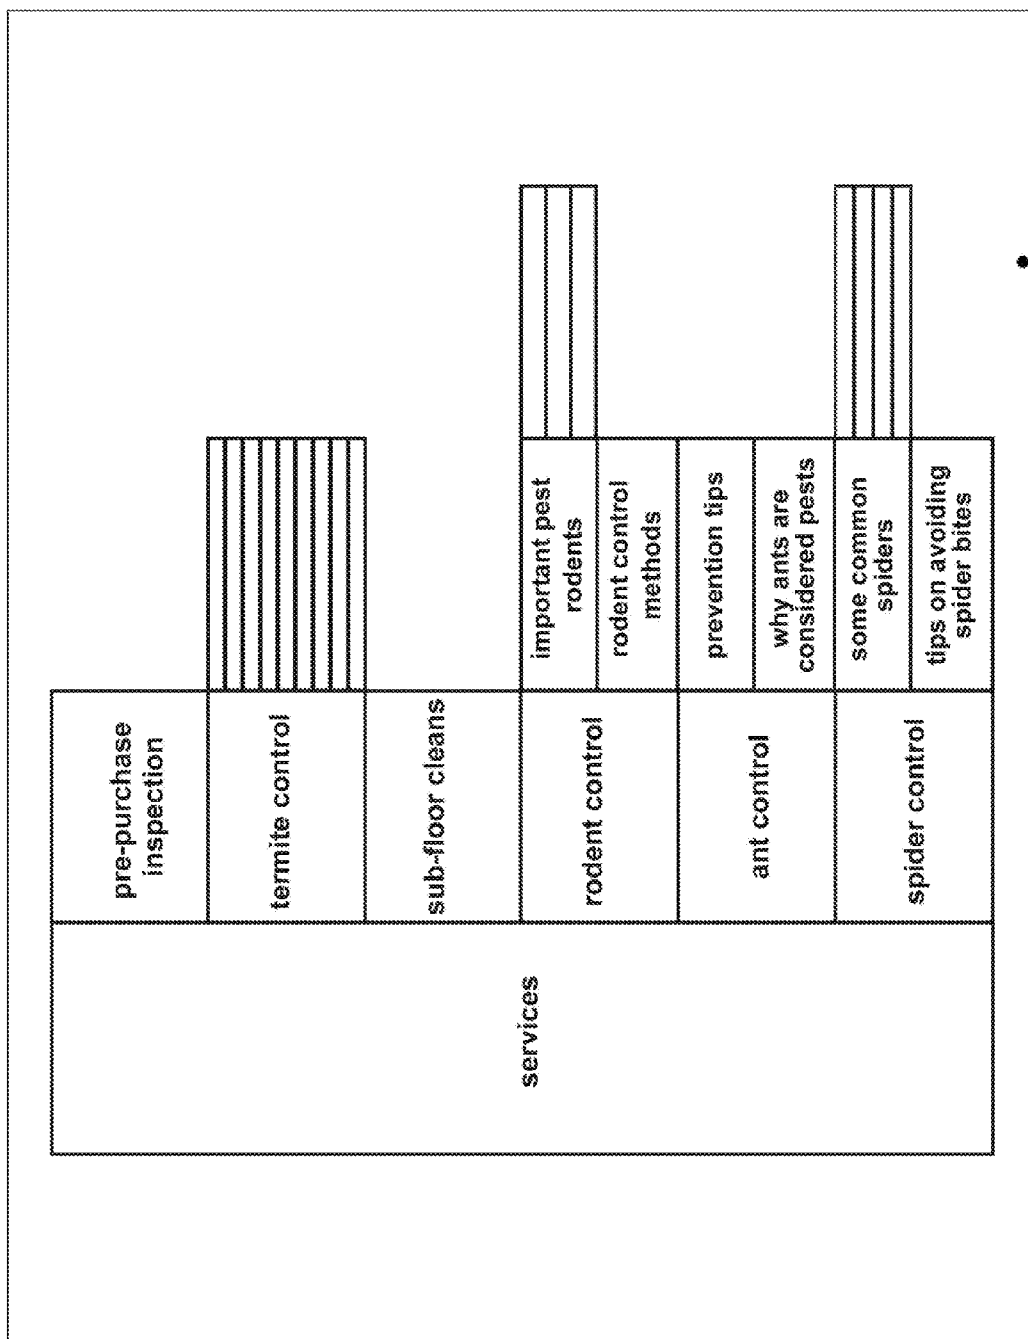 services
pre-purchase
inspection
termite control
sub-floor cleans
rodent control
ant control
spider control
important pest
rodents
rodent control
methods
prevention tips
why ants are
considered pests
some common
spiders
tips on avoiding
spider bites